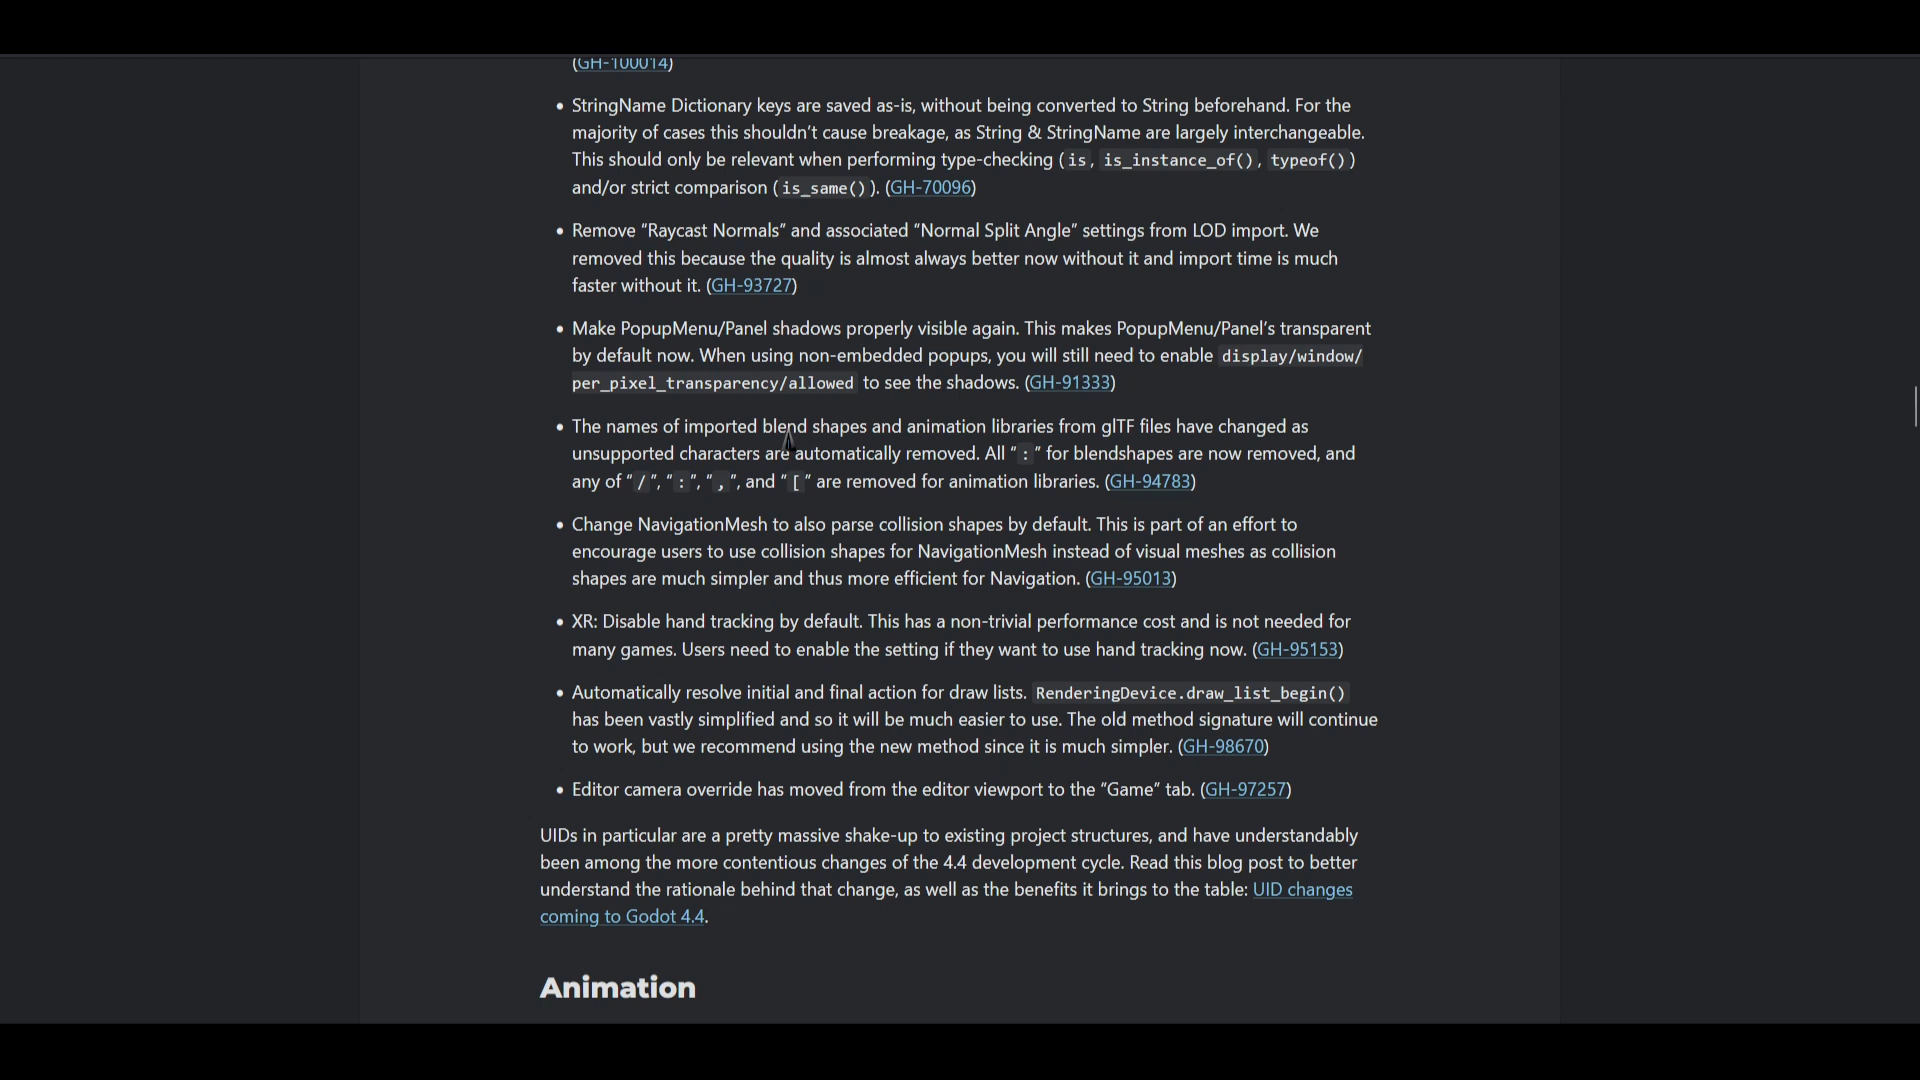 (GH-100014)
• StringName Dictionary keys are saved as-is, without being converted to String beforehand. For the
majority of cases this shouldn’t cause breakage, as String & StringName are largely interchangeable.
This should only be relevant when performing type-checking (is, is_instance_of(), typeof())
and/or strict comparison (is_same()). (GH-70096)
• Remove “Raycast Normals” and associated “Normal Split Angle” settings from LOD import. We
removed this because the quality is almost always better now without it and import time is much
faster without it. (GH-93727)
• Make PopupMenu/Panel shadows properly visible again. This makes PopupMenu/Panel’s transparent
by default now. When using non-embedded popups, you will still need to enable display/window/
per_pixel_transparency/allowed to see the shadows. (GH-91333)
• The names of imported blend shapes and animation libraries from glTF files have changed as
unsupported characters are automatically removed. All “:” for blendshapes are now removed, and
any of “/”, “:”, “,”, and “[” are removed for animation libraries. (GH-94783)
• Change NavigationMesh to also parse collision shapes by default. This is part of an effort to
encourage users to use collision shapes for NavigationMesh instead of visual meshes as collision
shapes are much simpler and thus more efficient for Navigation. (GH-95013)
• XR: Disable hand tracking by default. This has a non-trivial performance cost and is not needed for
many games. Users need to enable the setting if they want to use hand tracking now. (GH-95153)
• Automatically resolve initial and final action for draw lists. RenderingDevice.draw_list_begin()
has been vastly simplified and so it will be much easier to use. The old method signature will continue
to work, but we recommend using the new method since it is much simpler. (GH-98670)
• Editor camera override has moved from the editor viewport to the “Game” tab. (GH-97257)
UIDs in particular are a pretty massive shake-up to existing project structures, and have understandably
been among the more contentious changes of the 4.4 development cycle. Read this blog post to better
understand the rationale behind that change, as well as the benefits it brings to the table: UID changes
coming to Godot 4.4.
Animation